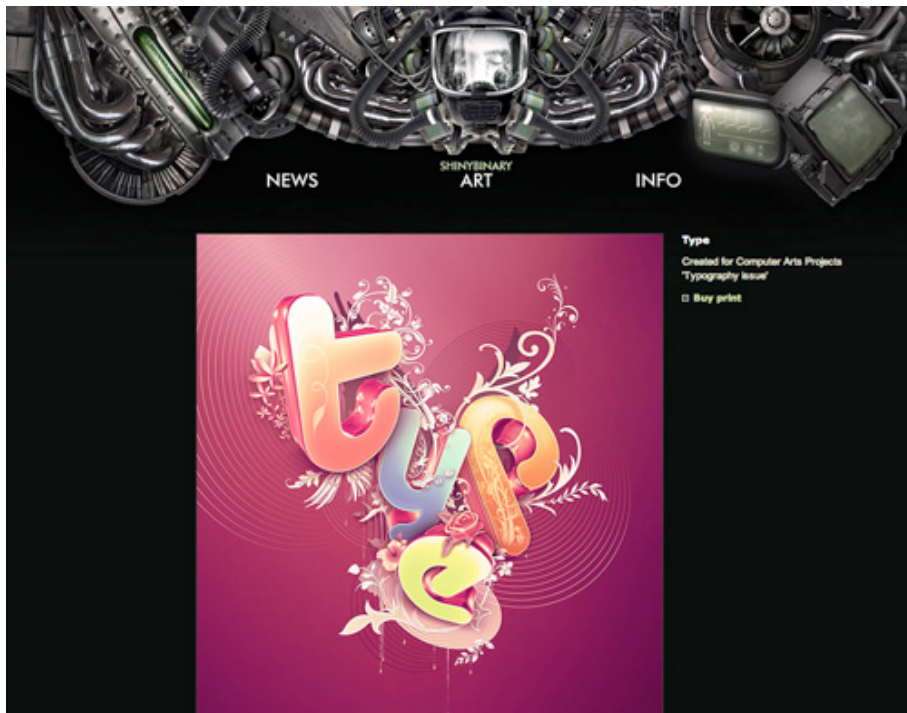 SHINYBINARY
NEWS
ART
INFO
Type
Created for Computer Arts Projects
'Typography issue'
Buy print
type